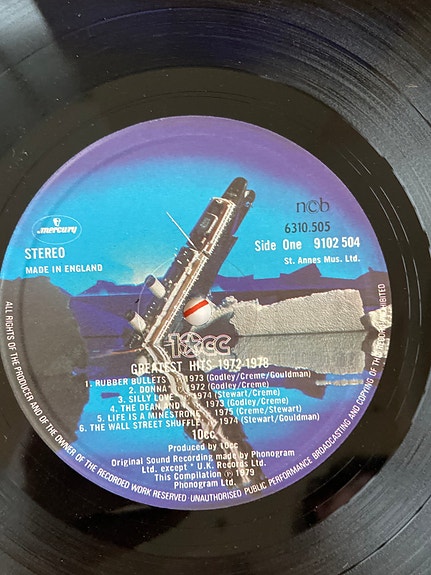 mercury
STEREO
MADE IN ENGLAND
ncb
6310.505
Side One 9102 504
St. Annes Mus. Ltd.
10cc
GREATEST HITS 1972-1978
1. RUBBER BULLETS 1973 (Godley/Creme/Gouldman)
2. DONNA 1972 (Godley/Creme)
3. SILLY LOVE 1974 (Stewart/Creme)
4. THE DEAN AND I 1973 (Godley/Creme)
5. LIFE IS A MINESTRONE 1975 (Creme/Stewart)
6. THE WALL STREET SHUFFLE 1974 (Stewart/Gouldman)
10cc
Produced by 10cc
Original Sound Recording made by Phonogram
Ltd. except * U.K. Records Ltd.
This Compilation ℗ 1979
Phonogram Ltd.
ALL RIGHTS OF THE PRODUCER AND OF THE OWNER OF THE RECORDED WORK RESERVED · UNAUTHORISED PUBLIC PERFORMANCE BROADCASTING AND COPYING OF THIS RECORD PROHIBITED